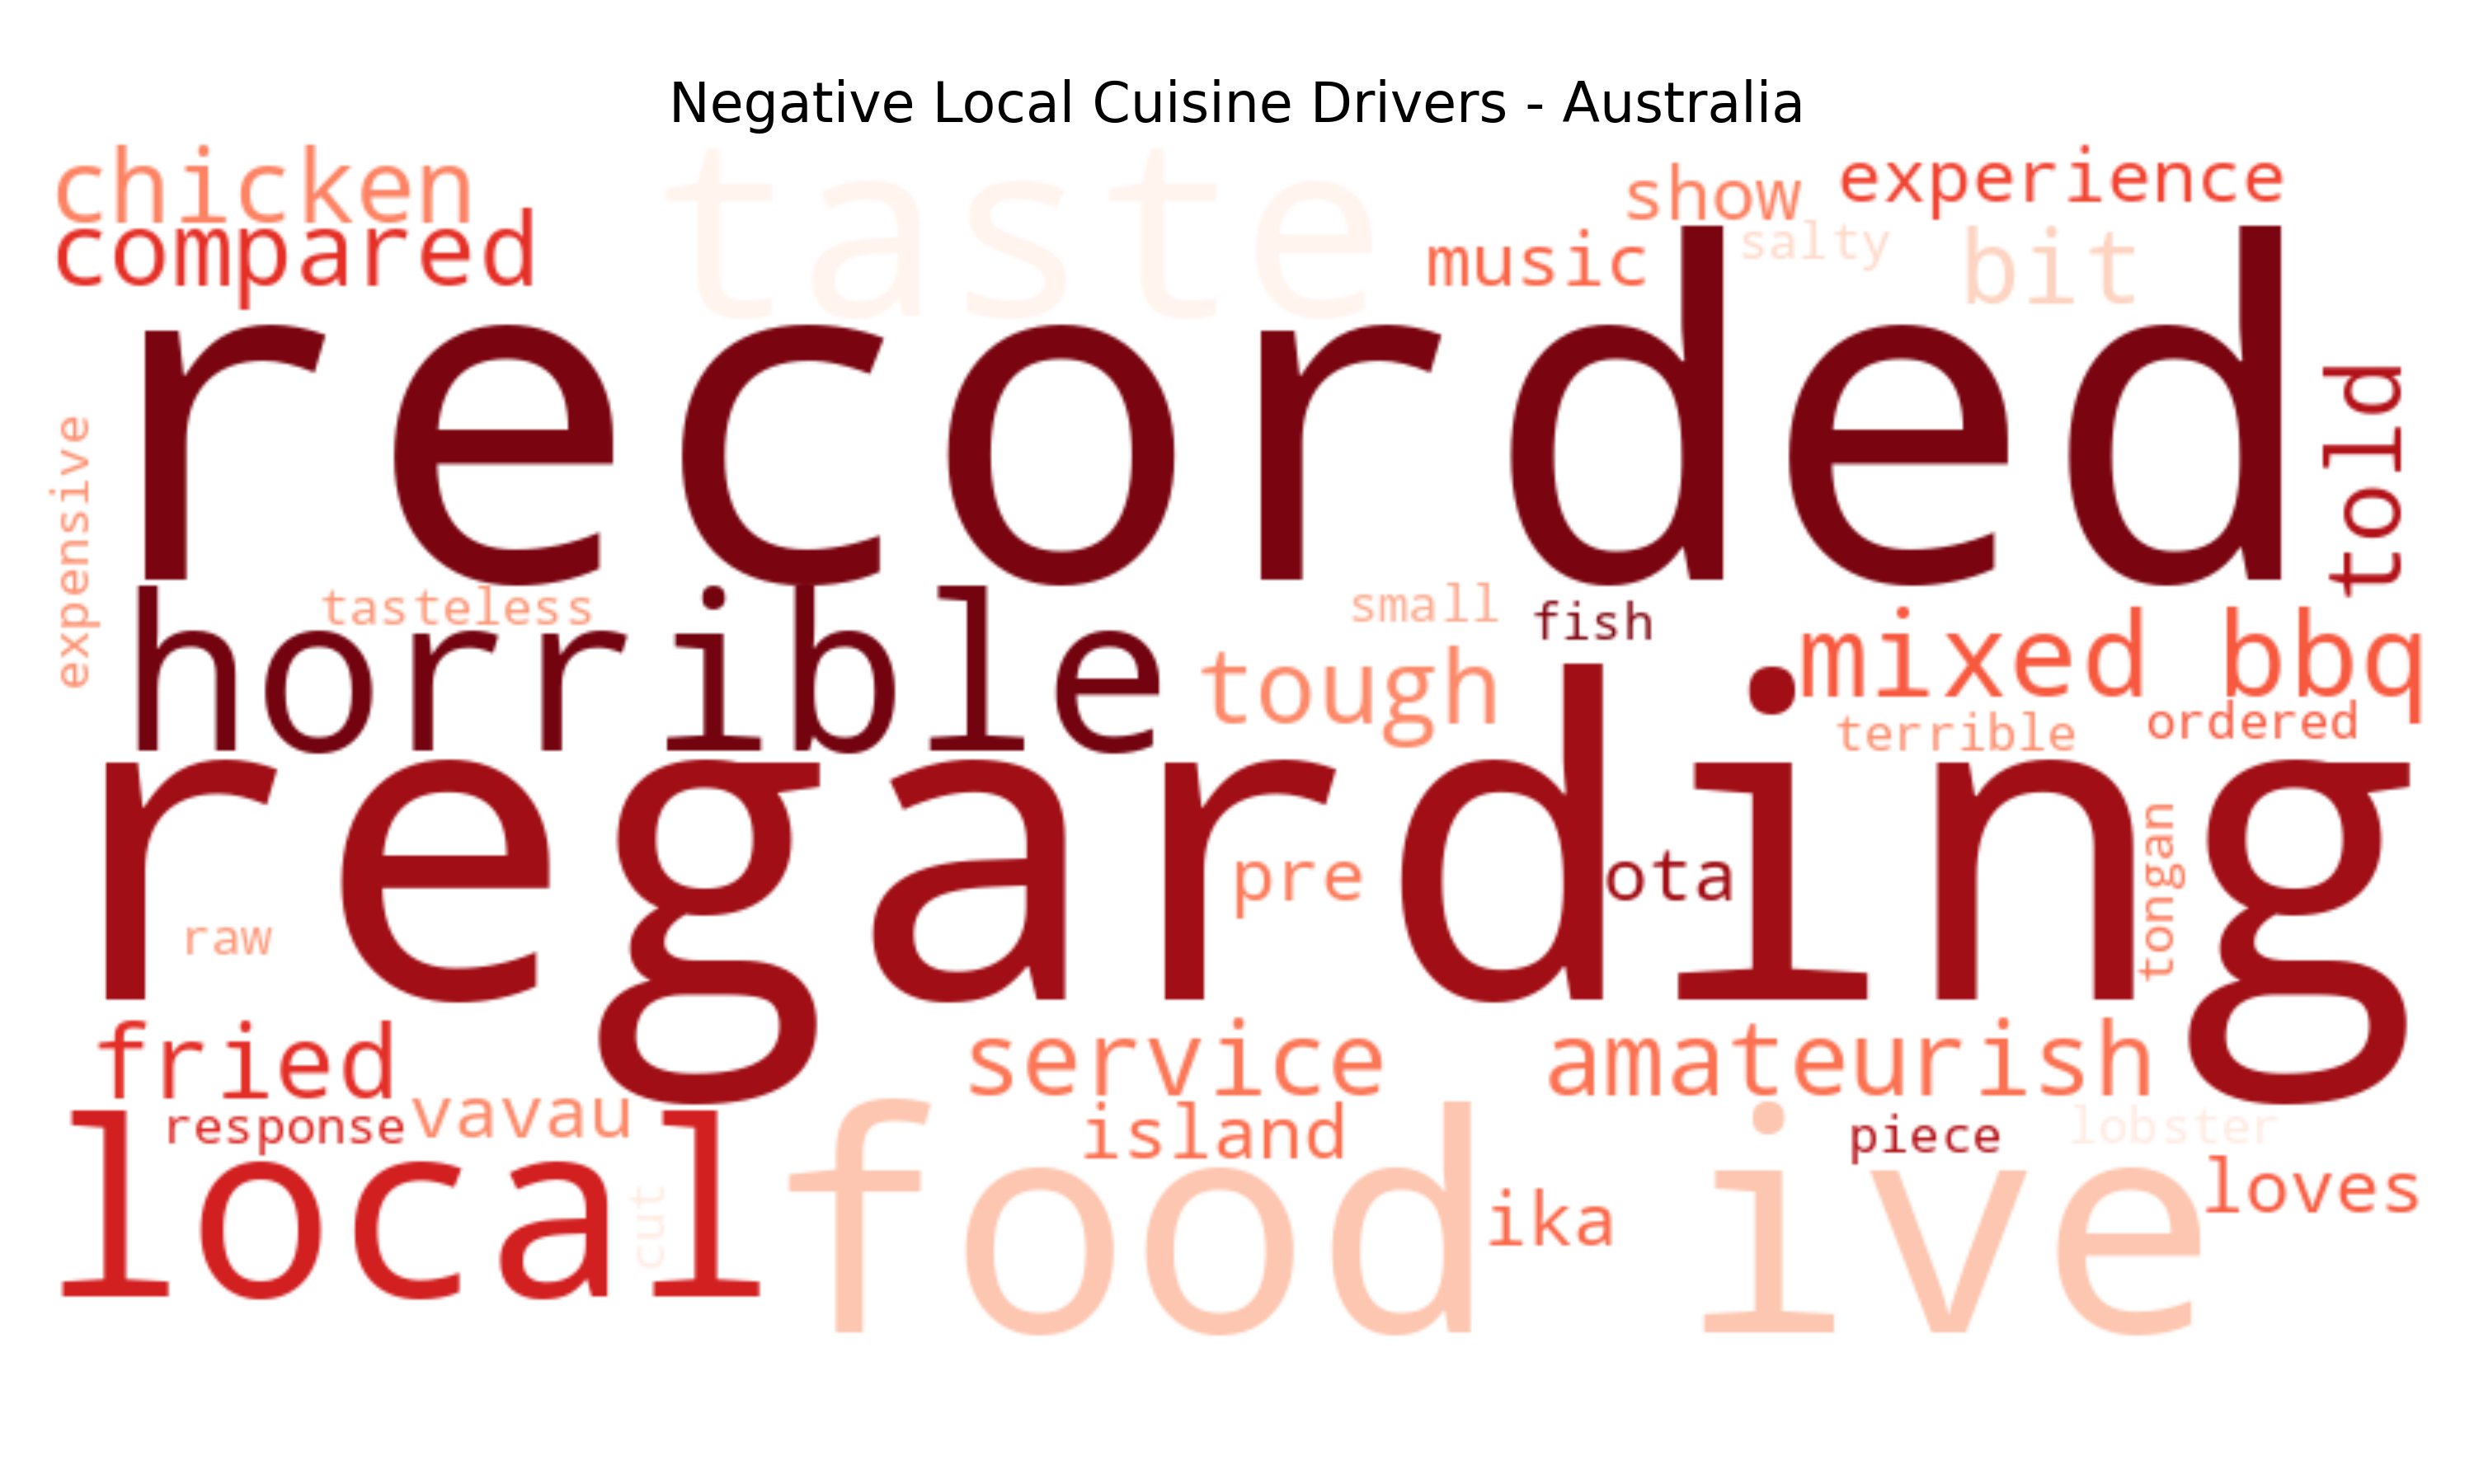 Negative Local Cuisine Drivers - Australia
chicken
taste
show
experience
compared
music
salty
bit
recorded
told
expensive
tasteless
small
fish
horrible
tough
mixed
bbq
terrible
ordered
regarding
pre
ota
tongan
raw
fried
service
amateurish
response
vavau
island
piece
lobster
local
cut
food
ika
ive
loves